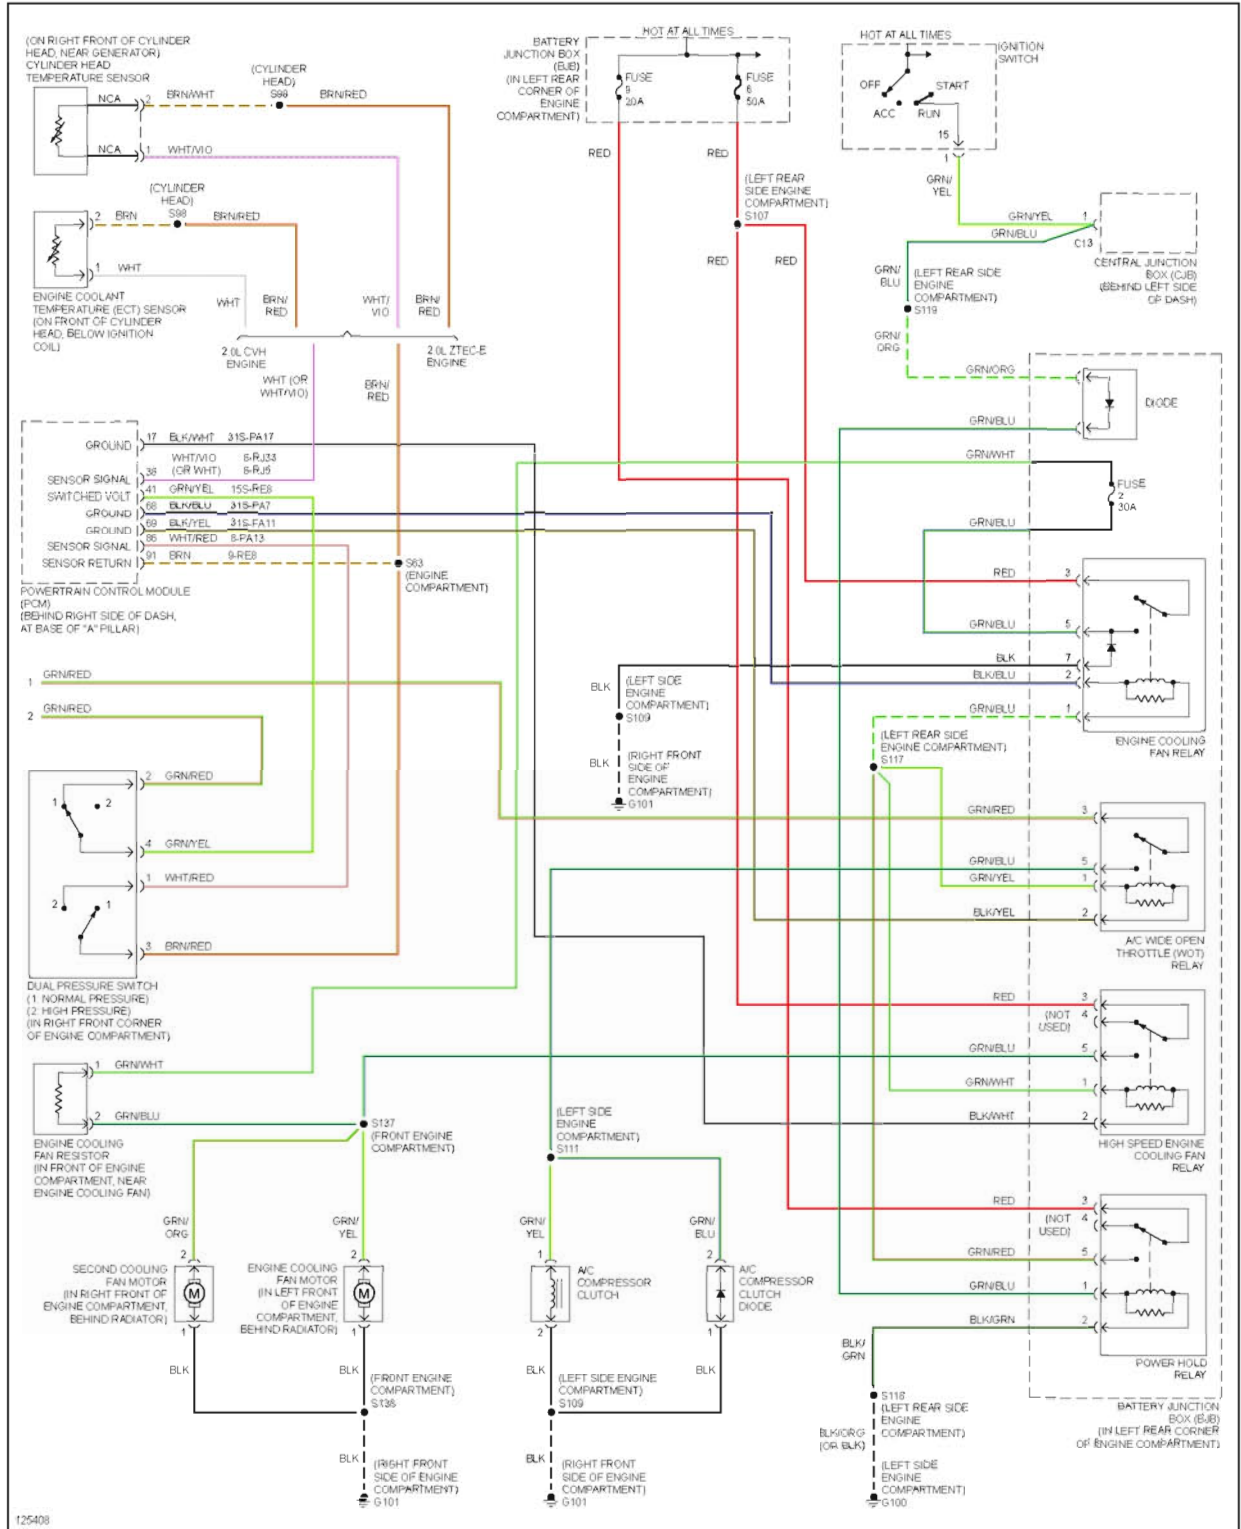 (ON RIGHT FRONT OF CYLINDER
HEAD, NEAR GENERATOR)
CYLINDER HEAD
TEMPERATURE SENSOR
NCA
2
BRN/WHT
(CYLINDER
HEAD)
S98
BRN/RED
NCA
1
WHT/VIO
(CYLINDER
HEAD)
S98
2
BRN
BRN/RED
1
WHT
ENGINE COOLANT
TEMPERATURE (ECT) SENSOR
(ON FRONT OF CYLINDER
HEAD, BELOW IGNITION
COIL)
WHT
BRN/
RED
WHT/
VIO
BRN/
RED
2.0L CVH
ENGINE
2.0L ZTEC-E
ENGINE
WHT (OR
WHT/VIO)
BRN/
RED
BATTERY
JUNCTION BOX
(BJB)
(IN LEFT REAR
CORNER OF
ENGINE
COMPARTMENT)
HOT AT ALL TIMES
FUSE
9
20A
FUSE
6
50A
RED
RED
(LEFT REAR
SIDE ENGINE
COMPARTMENT)
S107
RED
RED
HOT AT ALL TIMES
IGNITION
SWITCH
OFF
START
ACC
RUN
15
1
GRN/
YEL
GRN/YEL
1
GRN/BLU
C13
CENTRAL JUNCTION
BOX (CJB)
(BEHIND LEFT SIDE
OF DASH)
GRN/
BLU
(LEFT REAR SIDE
ENGINE
COMPARTMENT)
S119
GRN/
ORG
GRN/ORG
DIODE
GRN/BLU
GRN/WHT
FUSE
2
30A
GRN/BLU
GROUND
17
BLK/WHT
31S-PA17
WHT/VIO
(OR WHT)
8-RJ33
8-RJ9
SENSOR SIGNAL
38
SWITCHED VOLT
41
GRN/YEL
15S-RE8
GROUND
68
BLK/BLU
31S-PA7
GROUND
69
BLK/YEL
31S-FA11
SENSOR SIGNAL
86
WHT/RED
8-PA13
SENSOR RETURN
91
BRN
9-RE8
S63
(ENGINE
COMPARTMENT)
POWERTRAIN CONTROL MODULE
(PCM)
(BEHIND RIGHT SIDE OF DASH,
AT BASE OF "A" PILLAR)
RED
3
GRN/BLU
5
BLK
7
BLK/BLU
2
GRN/BLU
1
ENGINE COOLING
FAN RELAY
1
GRN/RED
2
GRN/RED
BLK
(LEFT SIDE
ENGINE
COMPARTMENT)
S109
BLK
(RIGHT FRONT
SIDE OF
ENGINE
COMPARTMENT)
G101
(LEFT REAR SIDE
ENGINE COMPARTMENT)
S117
2
GRN/RED
1
2
4
GRN/YEL
1
WHT/RED
2
1
3
BRN/RED
DUAL PRESSURE SWITCH
(1: NORMAL PRESSURE)
(2: HIGH PRESSURE)
(IN RIGHT FRONT CORNER
OF ENGINE COMPARTMENT)
GRN/RED
3
GRN/BLU
5
GRN/YEL
1
BLK/YEL
2
A/C WIDE OPEN
THROTTLE (WOT)
RELAY
RED
3
(NOT
USED)
4
GRN/BLU
5
GRN/WHT
1
BLK/WHT
2
HIGH SPEED ENGINE
COOLING FAN
RELAY
1
GRN/WHT
2
GRN/BLU
ENGINE COOLING
FAN RESISTOR
(IN FRONT OF ENGINE
COMPARTMENT, NEAR
ENGINE COOLING FAN)
S137
(FRONT ENGINE
COMPARTMENT)
(LEFT SIDE
ENGINE
COMPARTMENT)
S111
GRN/
ORG
GRN/
YEL
GRN/
YEL
GRN/
BLU
RED
3
(NOT
USED)
4
GRN/RED
5
GRN/BLU
1
BLK/GRN
2
POWER HOLD
RELAY
2
SECOND COOLING
FAN MOTOR
(IN RIGHT FRONT OF
ENGINE COMPARTMENT,
BEHIND RADIATOR)
M
1
2
ENGINE COOLING
FAN MOTOR
(IN LEFT FRONT
OF ENGINE
COMPARTMENT,
BEHIND RADIATOR)
M
1
1
A/C
COMPRESSOR
CLUTCH
2
2
A/C
COMPRESSOR
CLUTCH
DIODE
1
BLK
BLK
(FRONT ENGINE
COMPARTMENT)
S138
BLK
(RIGHT FRONT
SIDE OF ENGINE
COMPARTMENT)
G101
BLK
(LEFT SIDE ENGINE
COMPARTMENT)
S109
BLK
BLK
(RIGHT FRONT
SIDE OF ENGINE
COMPARTMENT)
G101
BLK/
GRN
S118
(LEFT REAR SIDE
ENGINE
COMPARTMENT)
BLK/ORG
(OR BLK)
(LEFT SIDE
ENGINE
COMPARTMENT)
G100
BATTERY JUNCTION
BOX (BJB)
(IN LEFT REAR CORNER
OF ENGINE COMPARTMENT)
125408